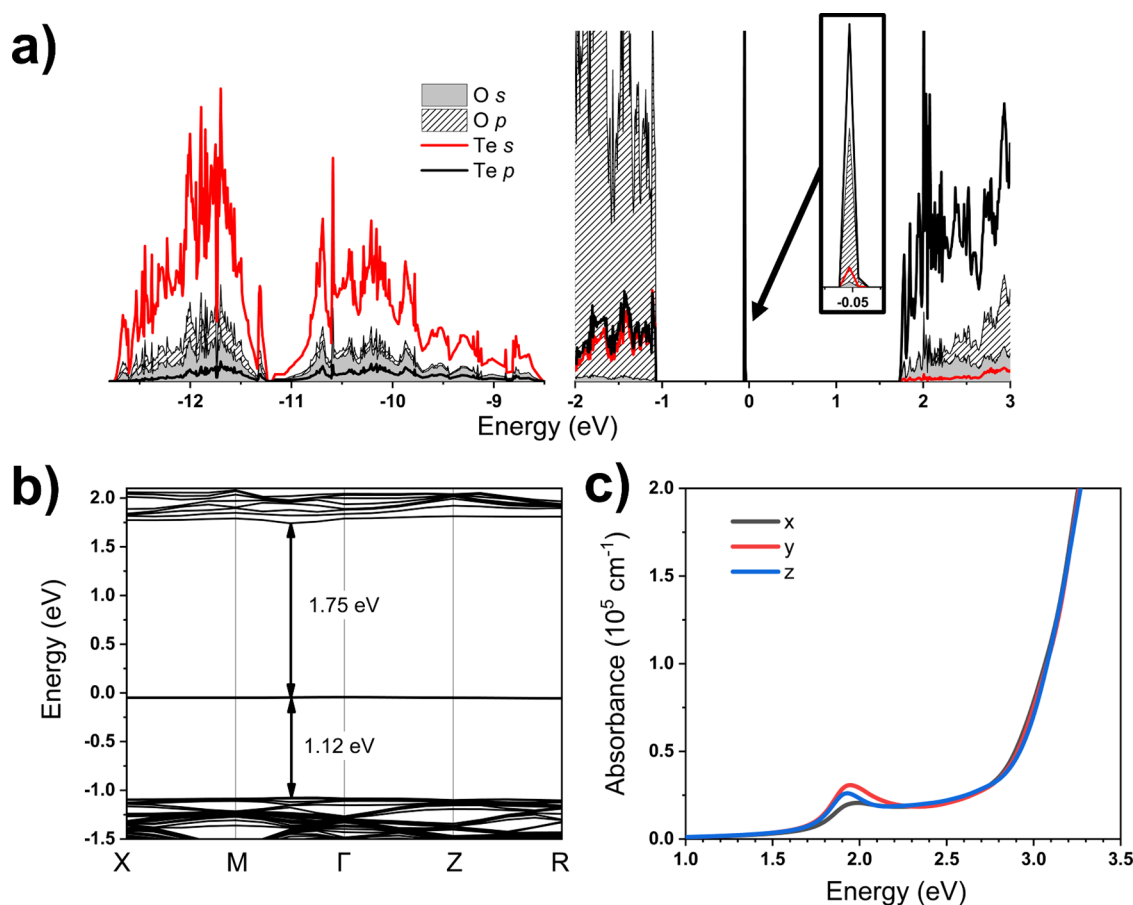 a)
O s
O p
Te s
Te p
-0.05
-12 -11 -10 -9 -2 -1 0 1 2 3
Energy (eV)
b)
2.0
1.5
1.0
0.5
0.0
-0.5
-1.0
-1.5
Energy (eV)
1.75 eV
1.12 eV
X M Γ Z R
c)
x
y
z
2.0
1.5
1.0
0.5
0.0
Absorbance (10⁵ cm⁻¹)
1.0 1.5 2.0 2.5 3.0 3.5
Energy (eV)